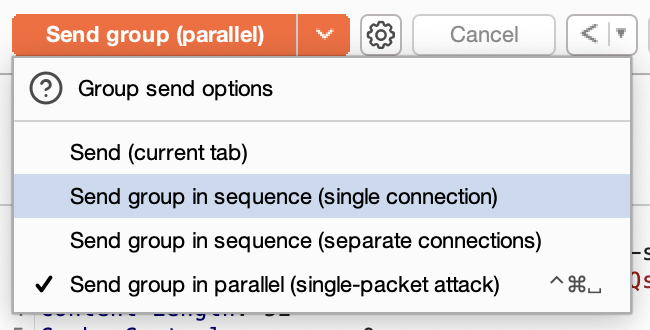 Send group (parallel)
Cancel
<
Group send options
Send (current tab)
Send group in sequence (single connection)
Send group in sequence (separate connections)
Send group in parallel (single-packet attack) ^⌘⎵